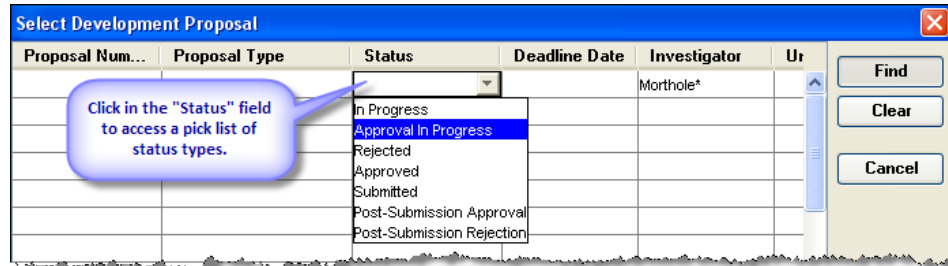 Select Development Proposal
Proposal Num... Proposal Type Status Deadline Date Investigator Ur
Morthole*
Find
Clear
Cancel
Click in the "Status" field
to access a pick list of
status types.
In Progress
Approval In Progress
Rejected
Approved
Submitted
Post-Submission Approval
Post-Submission Rejection